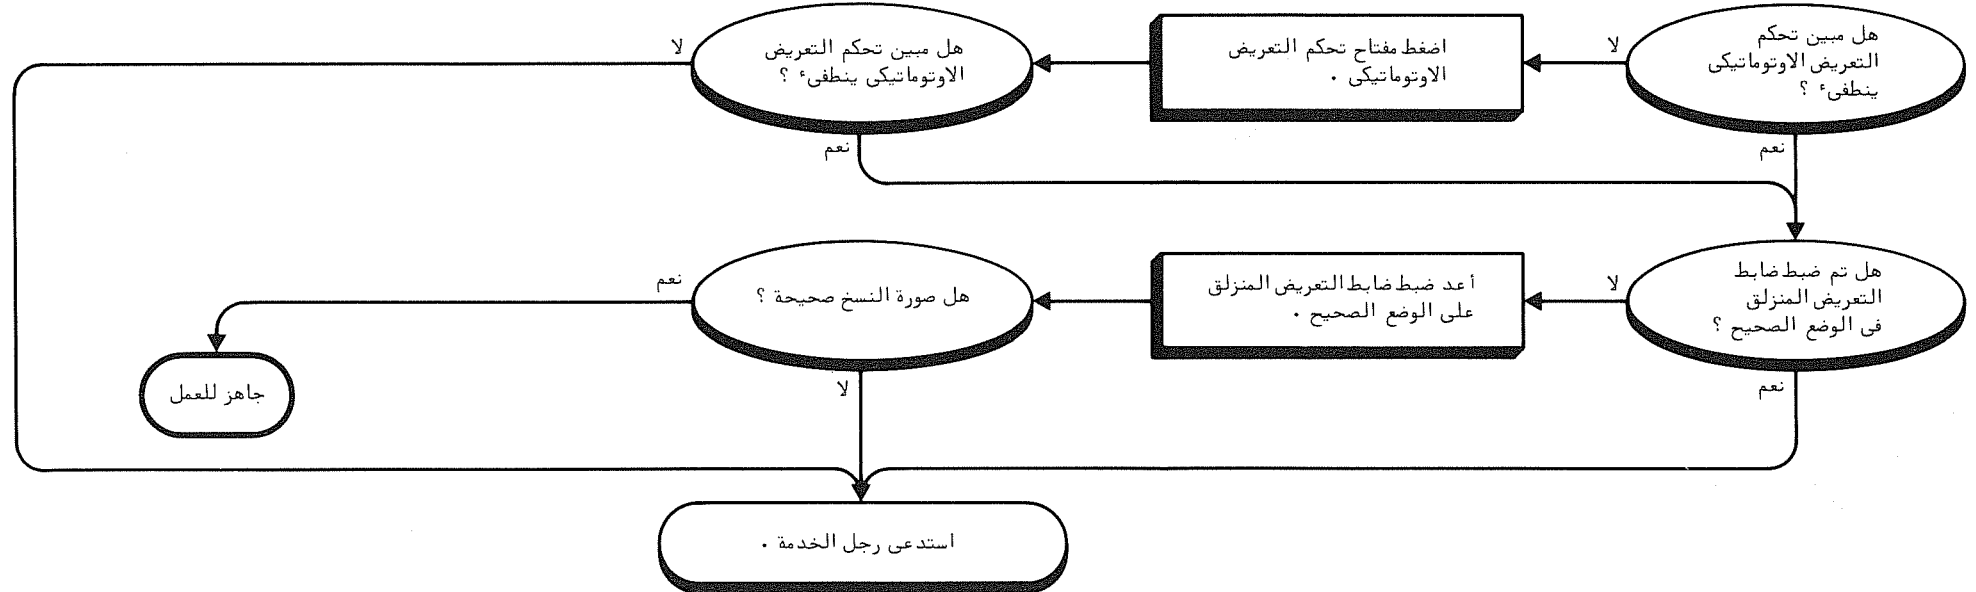 هل مبين تحكم
التعريض الاوتوماتيكى
ينطفىء ؟
لا
نعم
اضغط مفتاح تحكم التعريض
الاوتوماتيكى .
هل مبين تحكم التعريض
الاوتوماتيكى ينطفىء ؟
لا
نعم
هل تم ضبط ضابط
التعريض المنزلق
فى الوضع الصحيح ؟
لا
نعم
أعد ضبط ضابط التعريض المنزلق
على الوضع الصحيح .
هل صورة النسخ صحيحة ؟
نعم
لا
جاهز للعمل
استدعى رجل الخدمة .